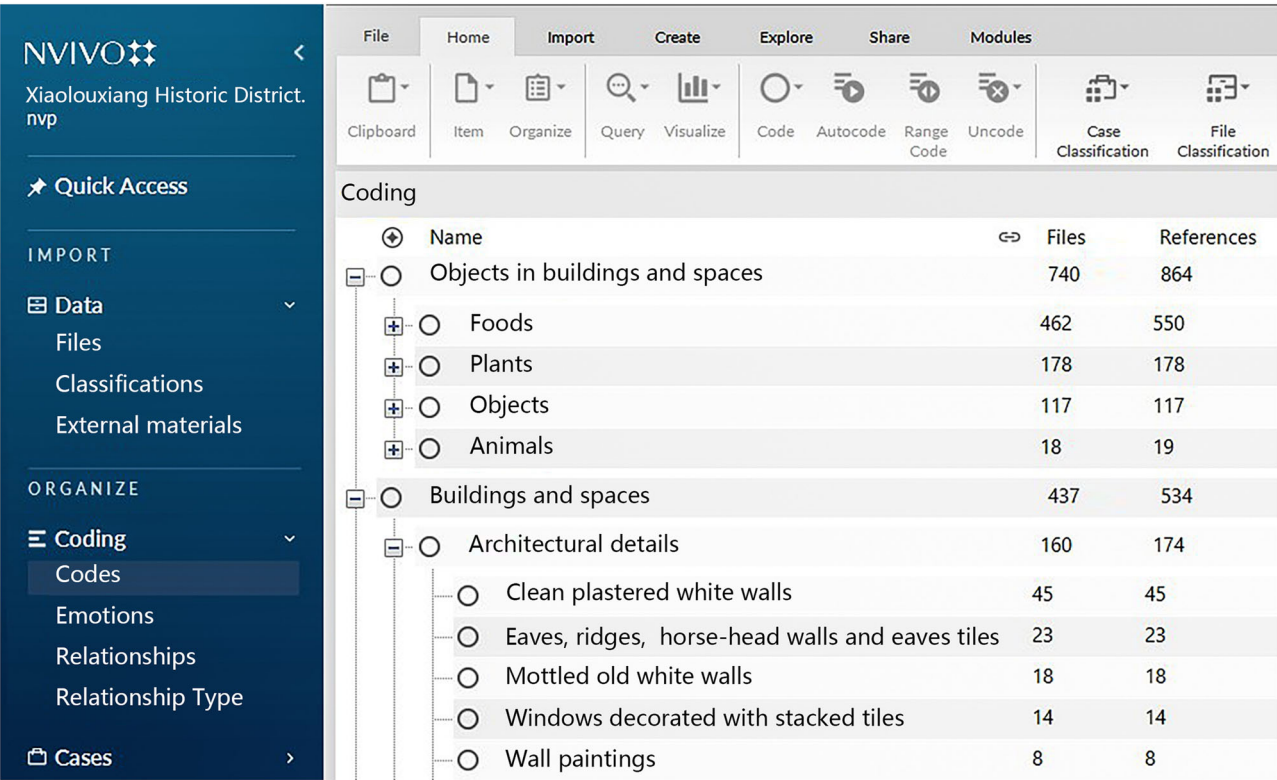 NVIVO
Xiaolouxiang Historic District.
nvp
Quick Access
IMPORT
Data
Files
Classifications
External materials
ORGANIZE
Coding
Codes
Emotions
Relationships
Relationship Type
Cases
File Home Import Create Explore Share Modules
Clipboard Item Organize Query Visualize Code Autocode Range Code Uncode Case Classification File Classification
Coding
Name Files References
Objects in buildings and spaces 740 864
Foods 462 550
Plants 178 178
Objects 117 117
Animals 18 19
Buildings and spaces 437 534
Architectural details 160 174
Clean plastered white walls 45 45
Eaves, ridges, horse-head walls and eaves tiles 23 23
Mottled old white walls 18 18
Windows decorated with stacked tiles 14 14
Wall paintings 8 8